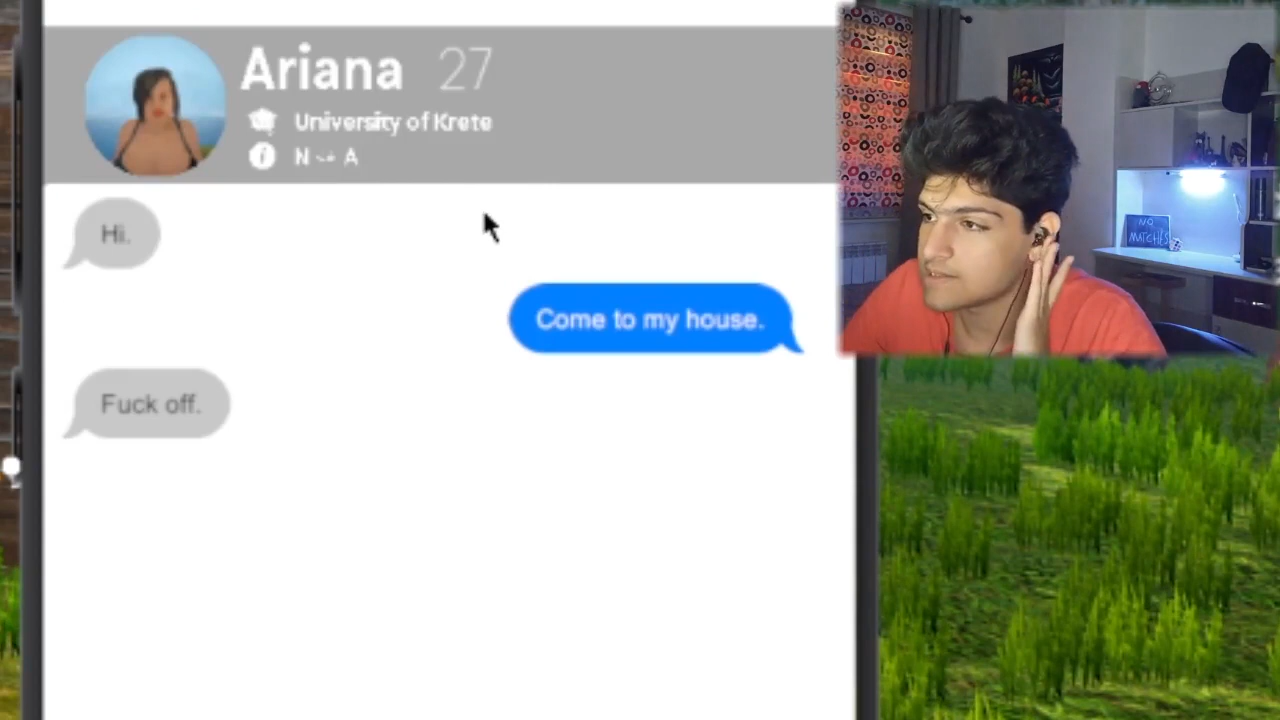 Ariana 27
University of Krete
Hi.
Come to my house.
Fuck off.
NO
MATCHES